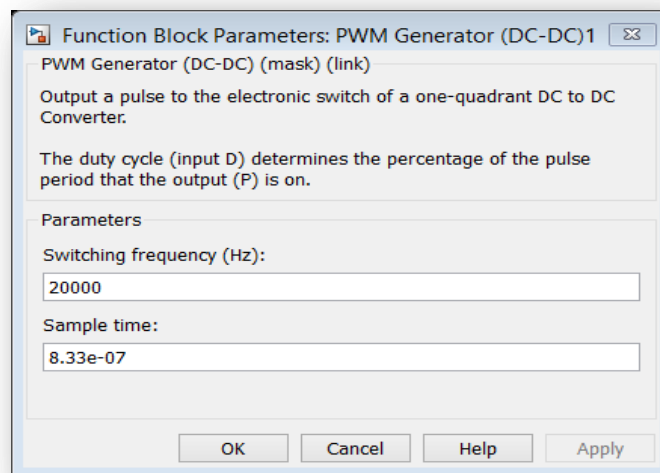 Function Block Parameters: PWM Generator (DC-DC)1
PWM Generator (DC-DC) (mask) (link)
Output a pulse to the electronic switch of a one-quadrant DC to DC
Converter.
The duty cycle (input D) determines the percentage of the pulse
period that the output (P) is on.
Parameters
Switching frequency (Hz):
20000
Sample time:
8.33e-07
OK Cancel Help Apply